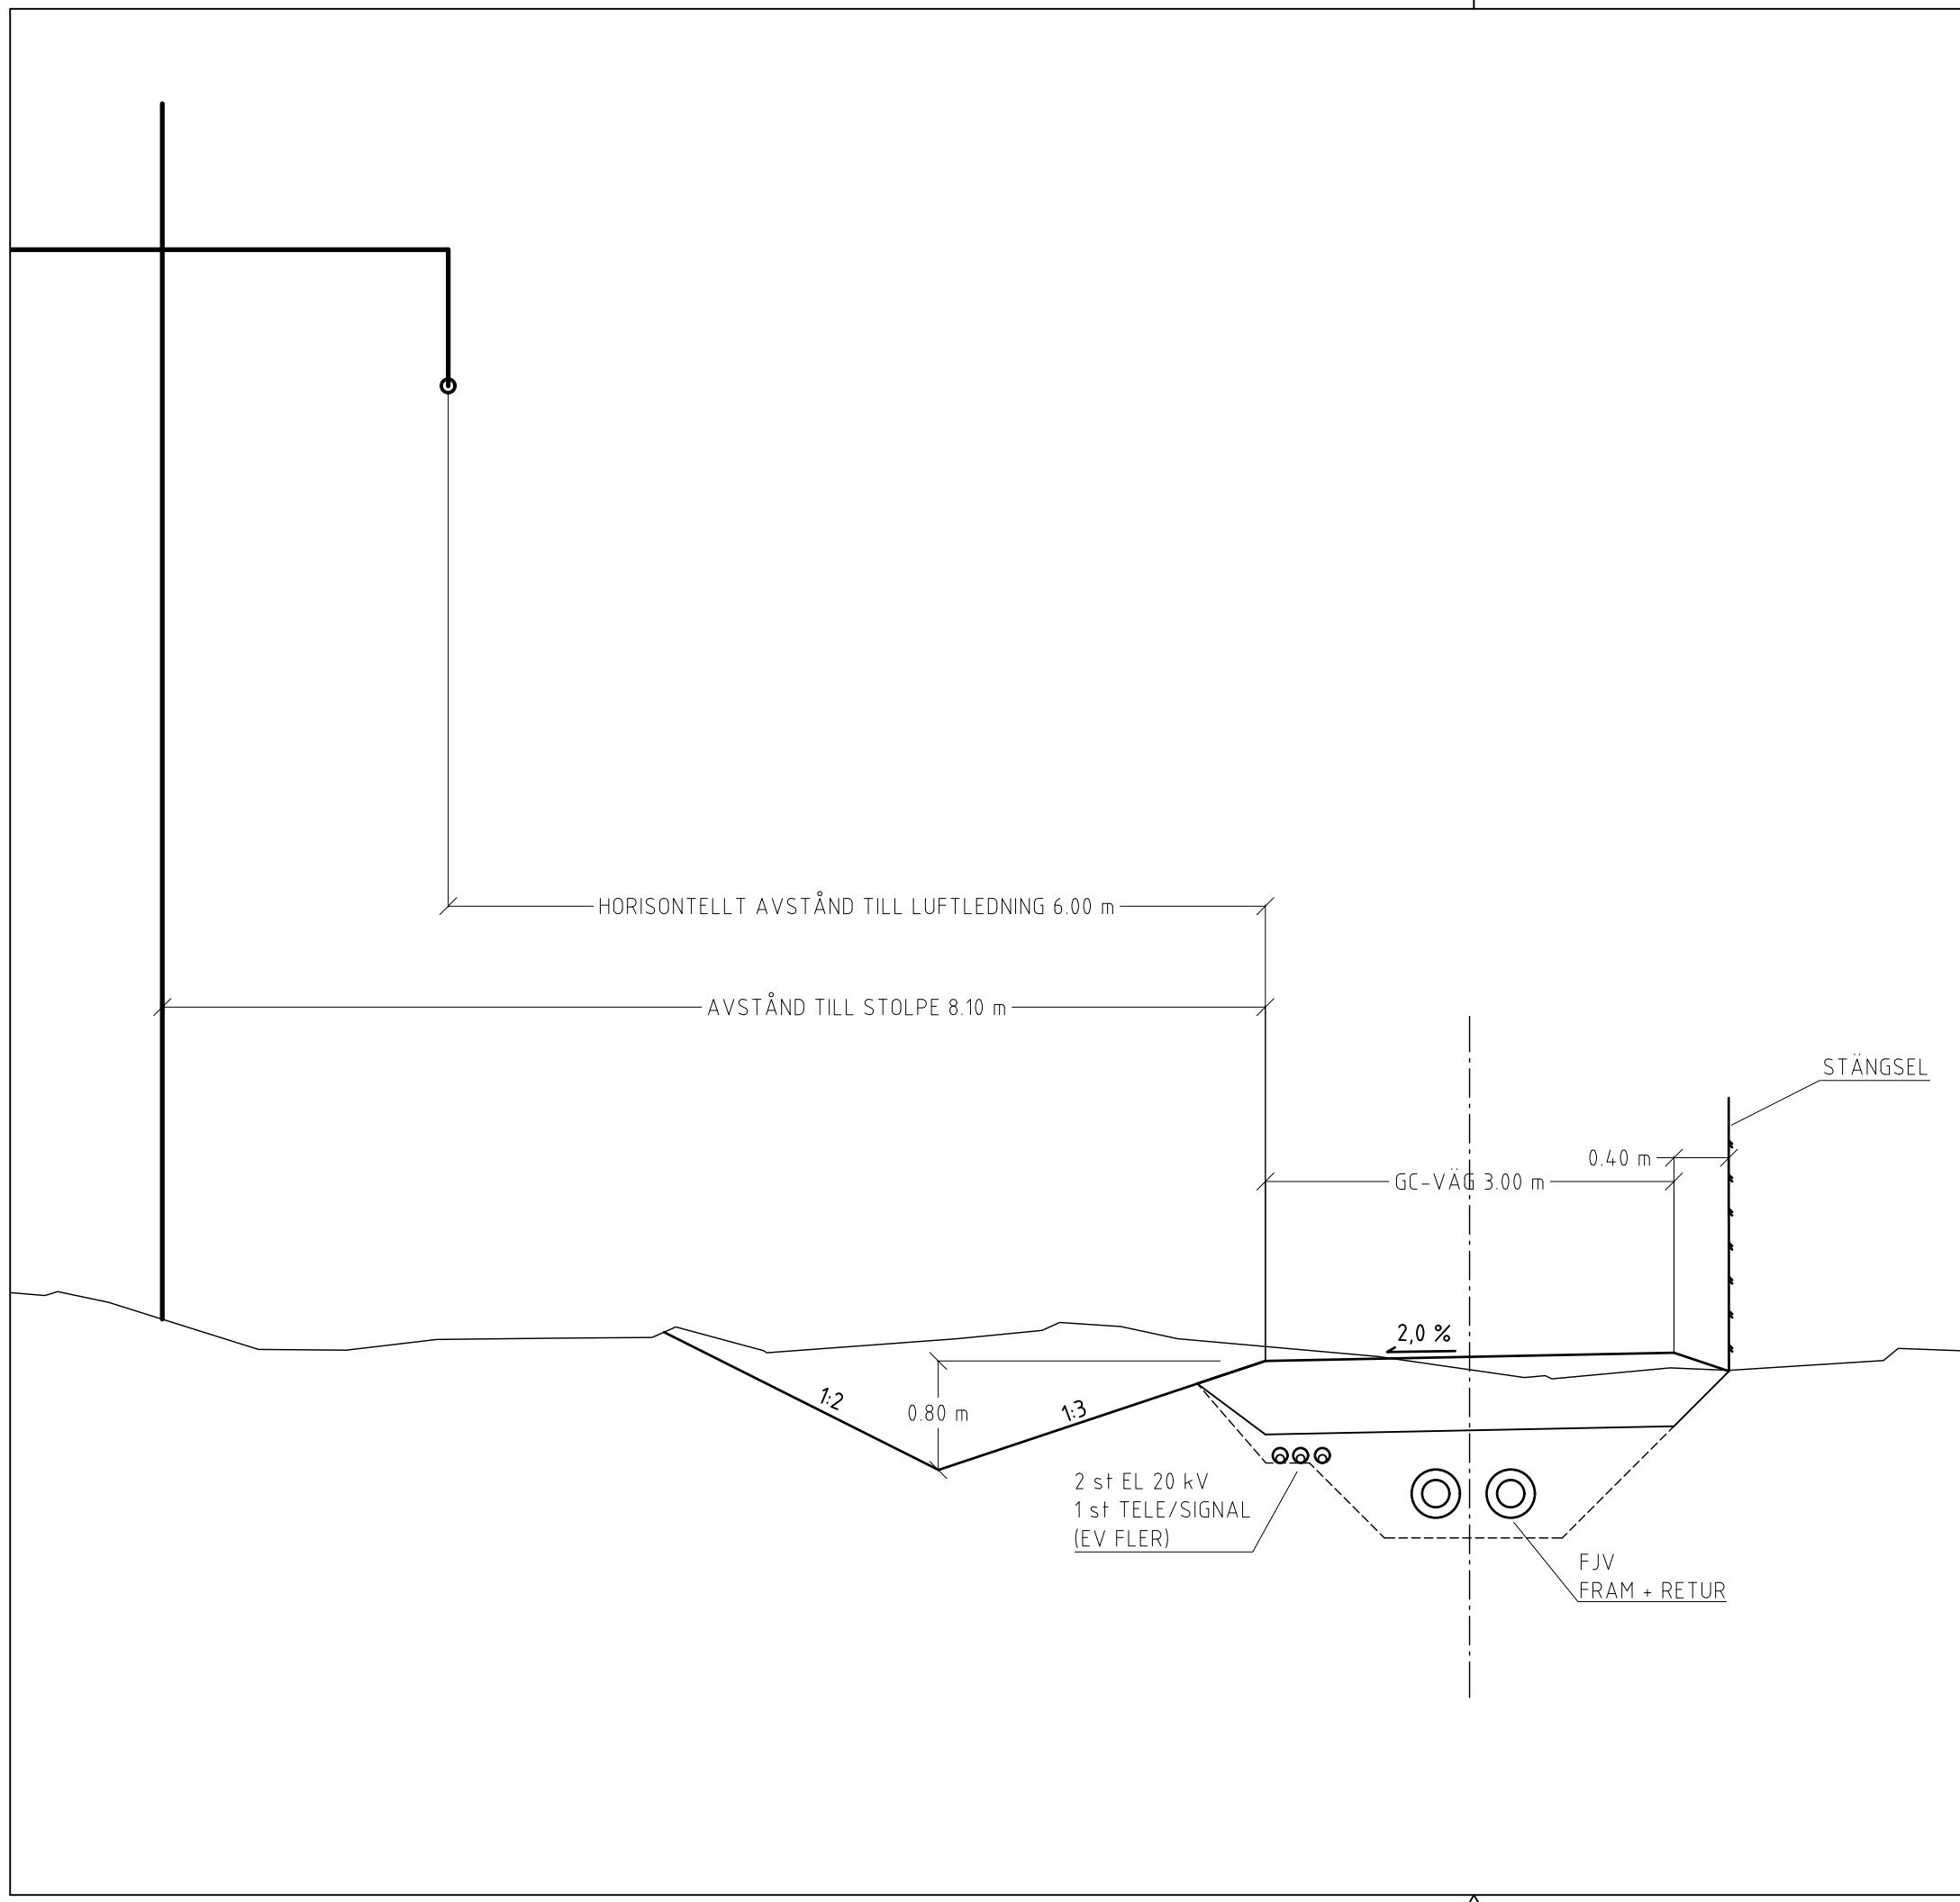 HORISONTELLT AVSTÅND TILL LUFTLEDNING 6.00 m
AVSTÅND TILL STOLPE 8.10 m
STÄNGSEL
0.40 m
GC-VÄG 3.00 m
2,0 %
1:2
0.80 m
1:3
2 st EL 20 kV
1 st TELE/SIGNAL
(EV FLER)
FJV
FRAM + RETUR